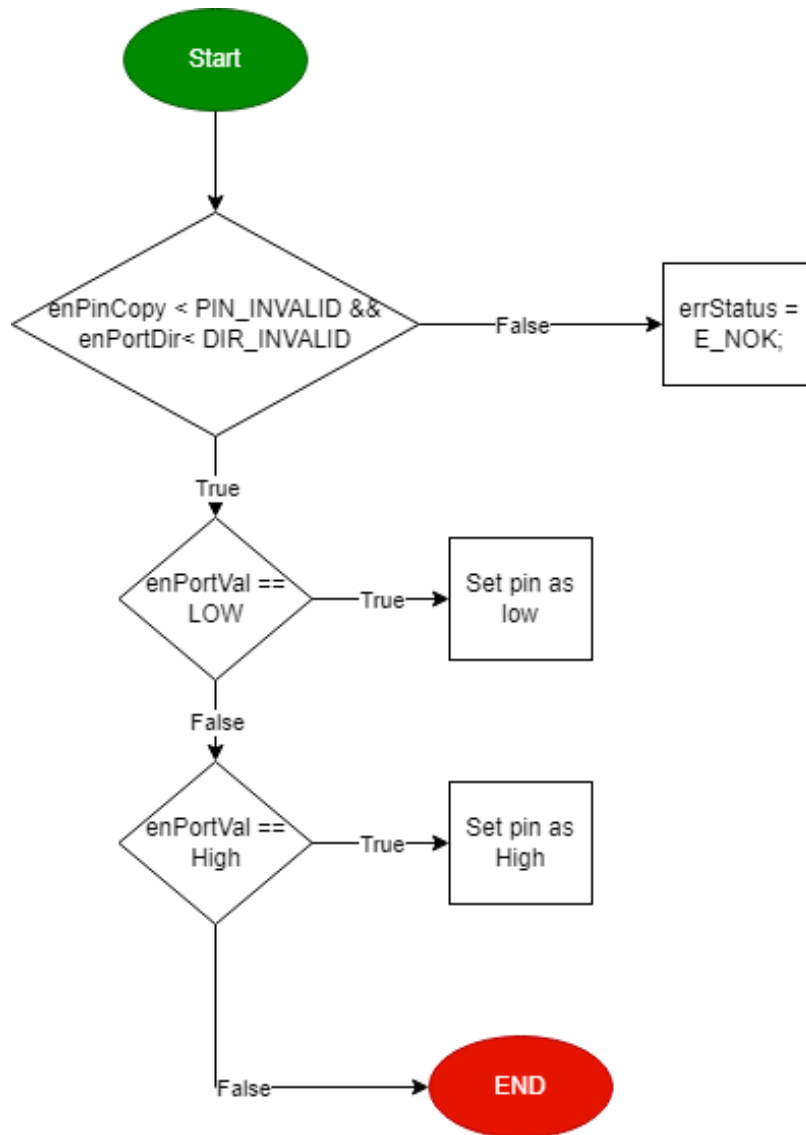 Start
enPinCopy < PIN_INVALID &&
enPortDir< DIR_INVALID
False
errStatus =
E_NOK;
True
enPortVal ==
LOW
True
Set pin as
low
False
enPortVal ==
High
True
Set pin as
High
False
END